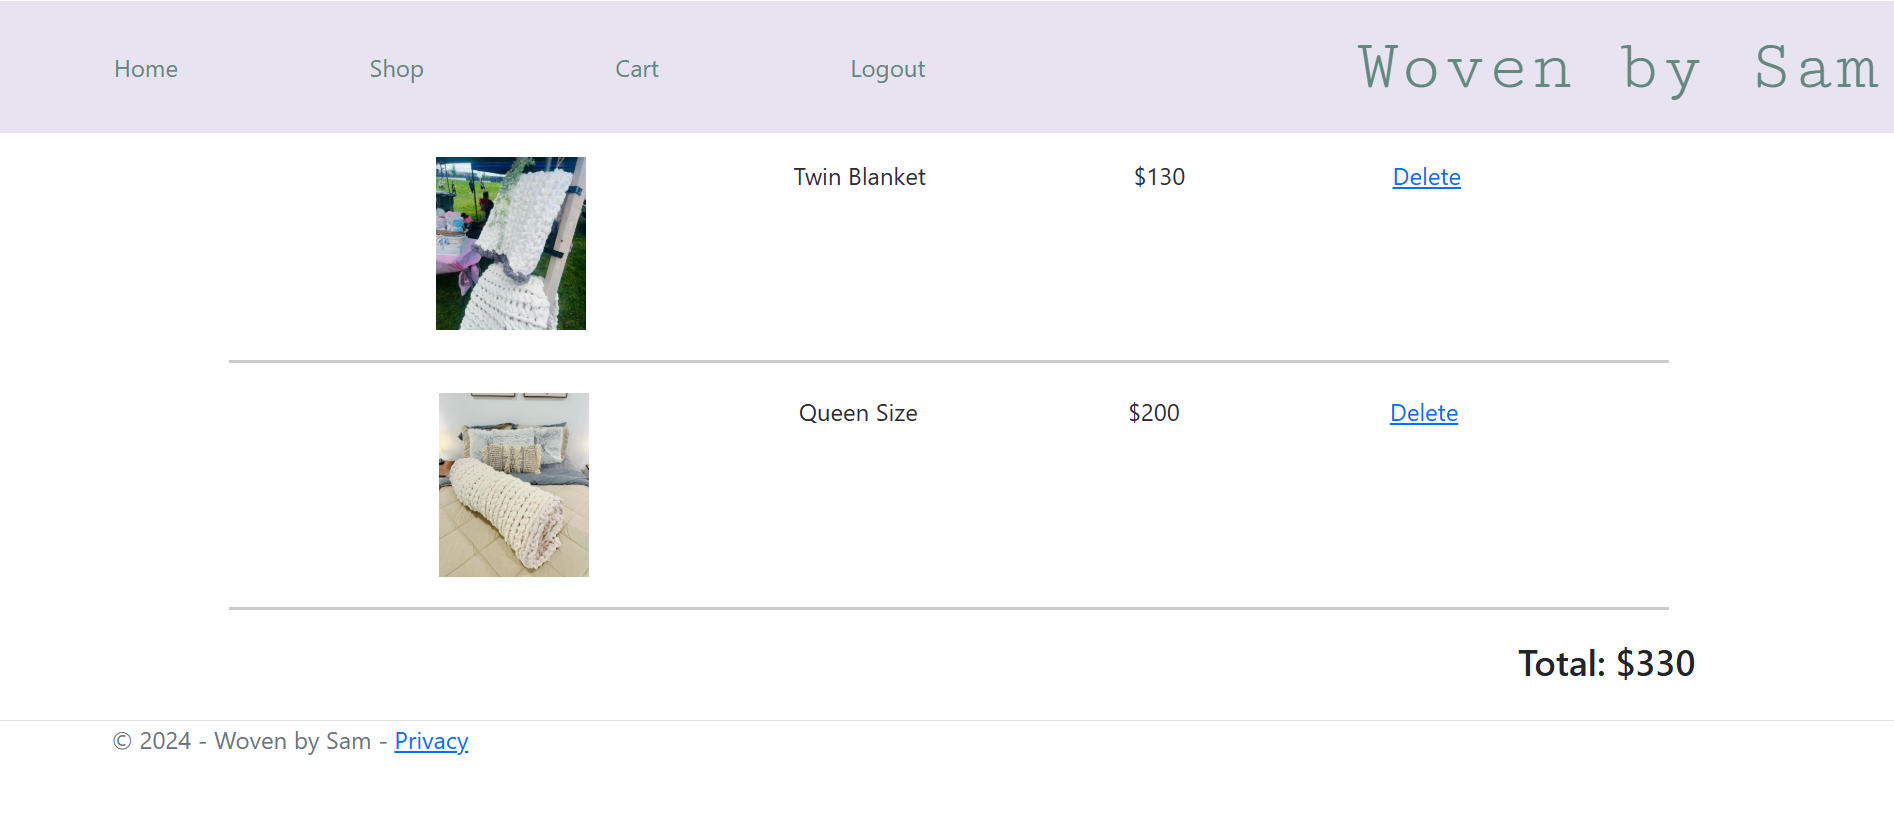 Home Shop Cart Logout Woven by Sam
Twin Blanket $130 Delete
Queen Size $200 Delete
Total: $330
© 2024 - Woven by Sam - Privacy